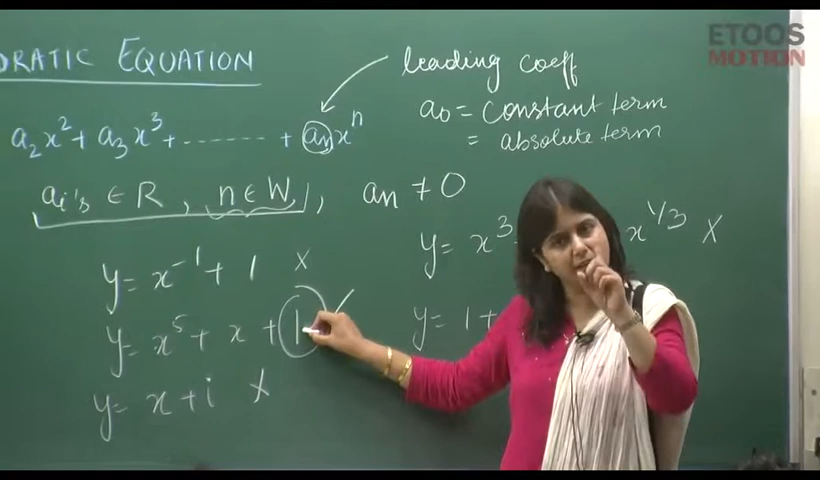 EQUATION
leading coeff
a₂x² + a₃x³ + -------- + aₙxⁿ
a₀ = constant term
= absolute term
aᵢ's ∈ R , n ∈ W , aₙ ≠ 0
y = x⁻¹ + 1 ×
y = x³ x^1/3 ×
y = x⁵ + x + 1 ✓
y = 1 +
y = x + i ×
ETOOS
MOTION